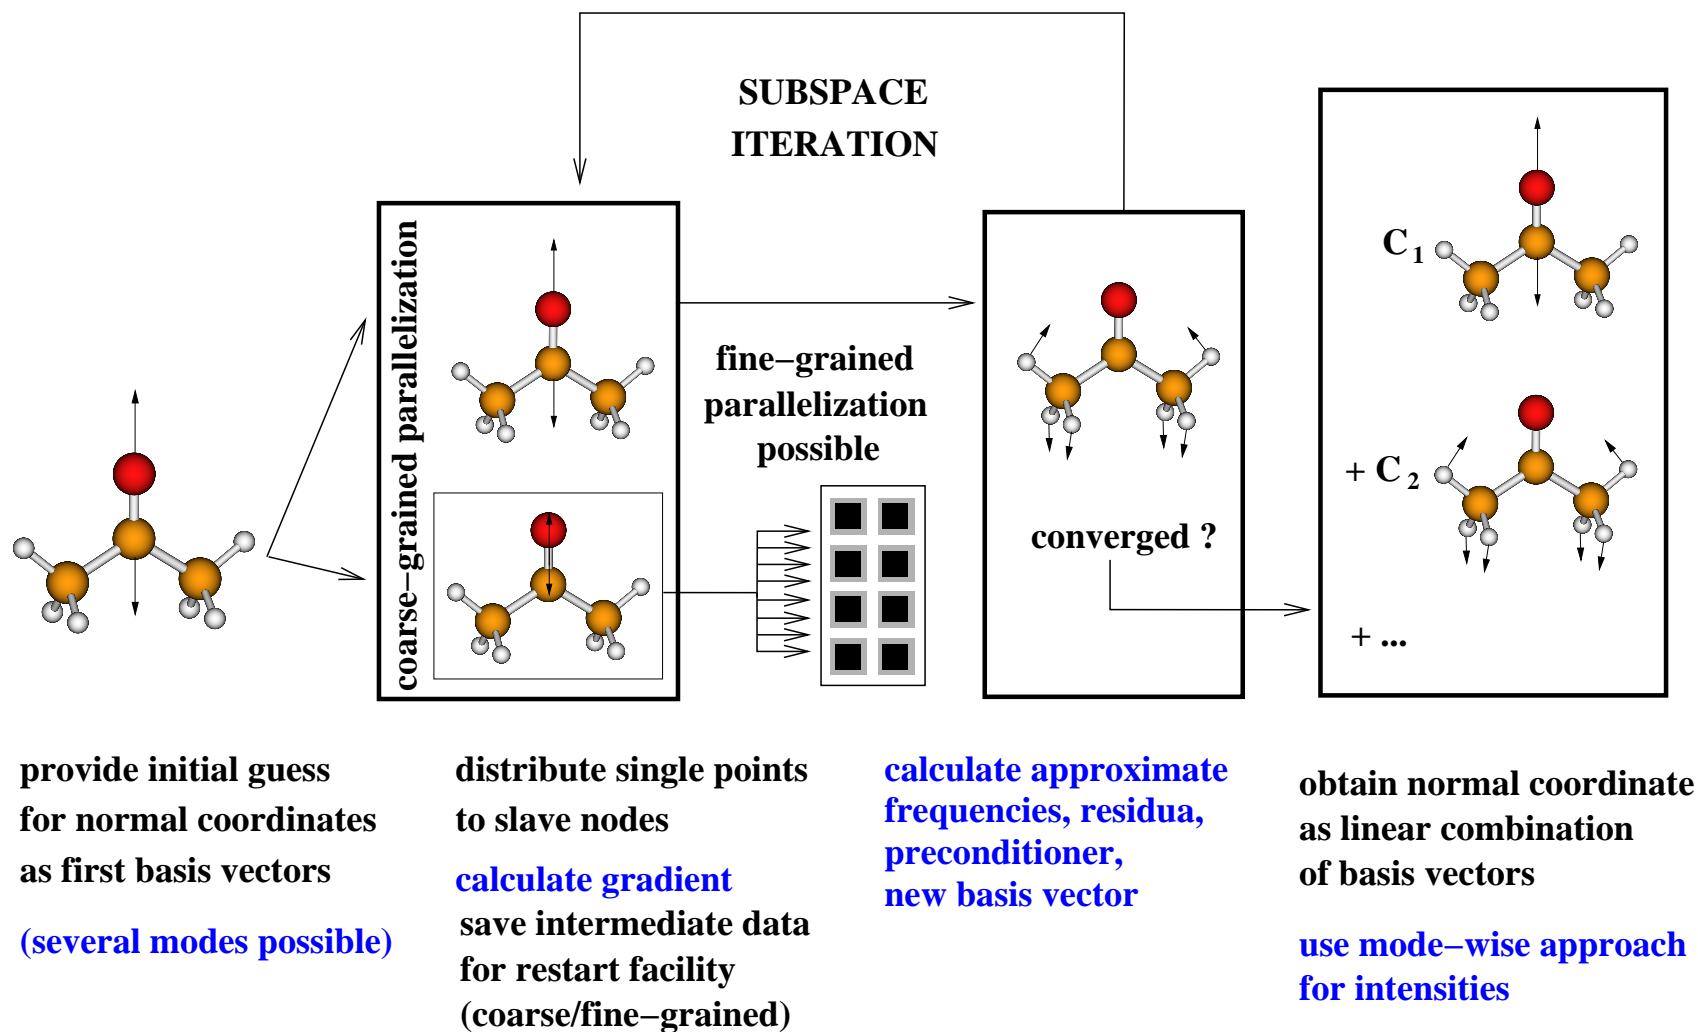 SUBSPACE
ITERATION
coarse−grained parallelization
fine−grained
parallelization
possible
converged ?
C1
+ C2
+ ...
provide initial guess
for normal coordinates
as first basis vectors
(several modes possible)
distribute single points
to slave nodes
calculate gradient
save intermediate data
for restart facility
(coarse/fine−grained)
calculate approximate
frequencies, residua,
preconditioner,
new basis vector
obtain normal coordinate
as linear combination
of basis vectors
use mode−wise approach
for intensities